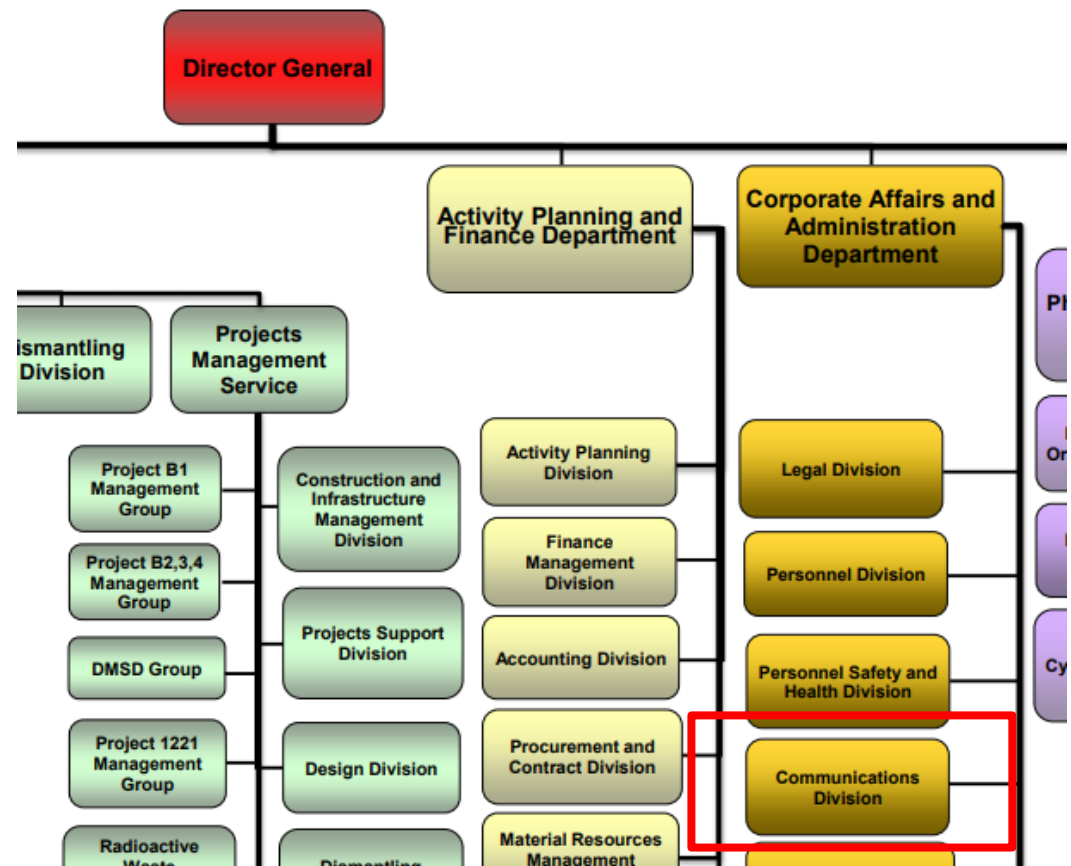 Director General
Activity Planning and
Finance Department
Corporate Affairs and
Administration
Department
Division
Projects
Management
Service
Project B1
Management
Group
Project B2,3,4
Management
Group
DMSD Group
Project 1221
Management
Group
Radioactive
Construction and
Infrastructure
Management
Division
Projects Support
Division
Design Division
Dismantling
Activity Planning
Division
Finance
Management
Division
Accounting Division
Procurement and
Contract Division
Material Resources
Management
Legal Division
Personnel Division
Personnel Safety and
Health Division
Communications
Division